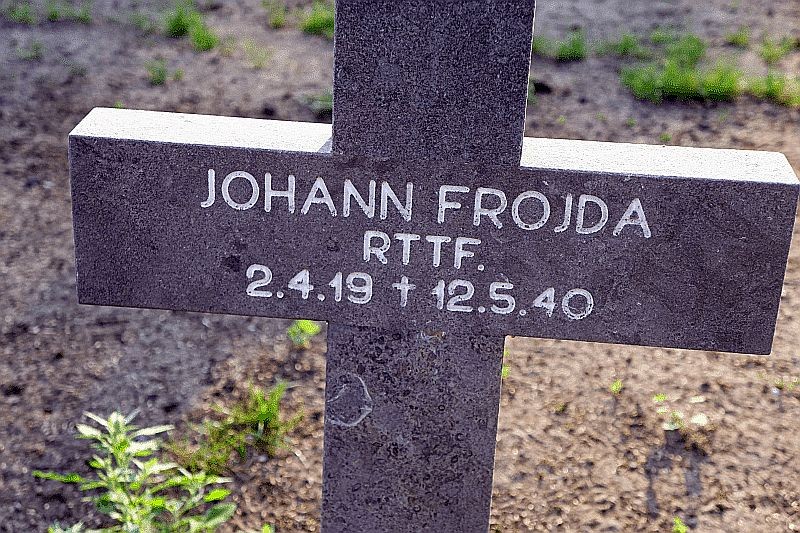 JOHANN FROJDA
RTTF.
2.4.19 † 12.5.40